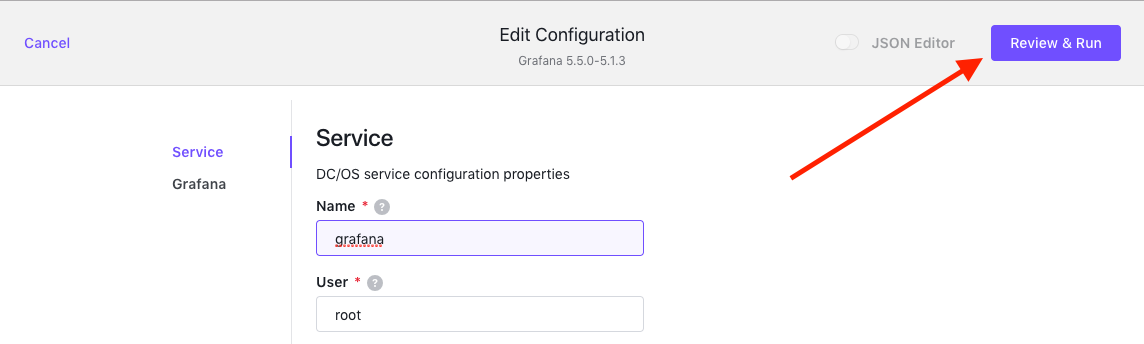 Cancel
Edit Configuration
Grafana 5.5.0-5.1.3
JSON Editor
Review & Run
Service
Grafana
Service
DC/OS service configuration properties
Name * ?
grafana
User * ?
root